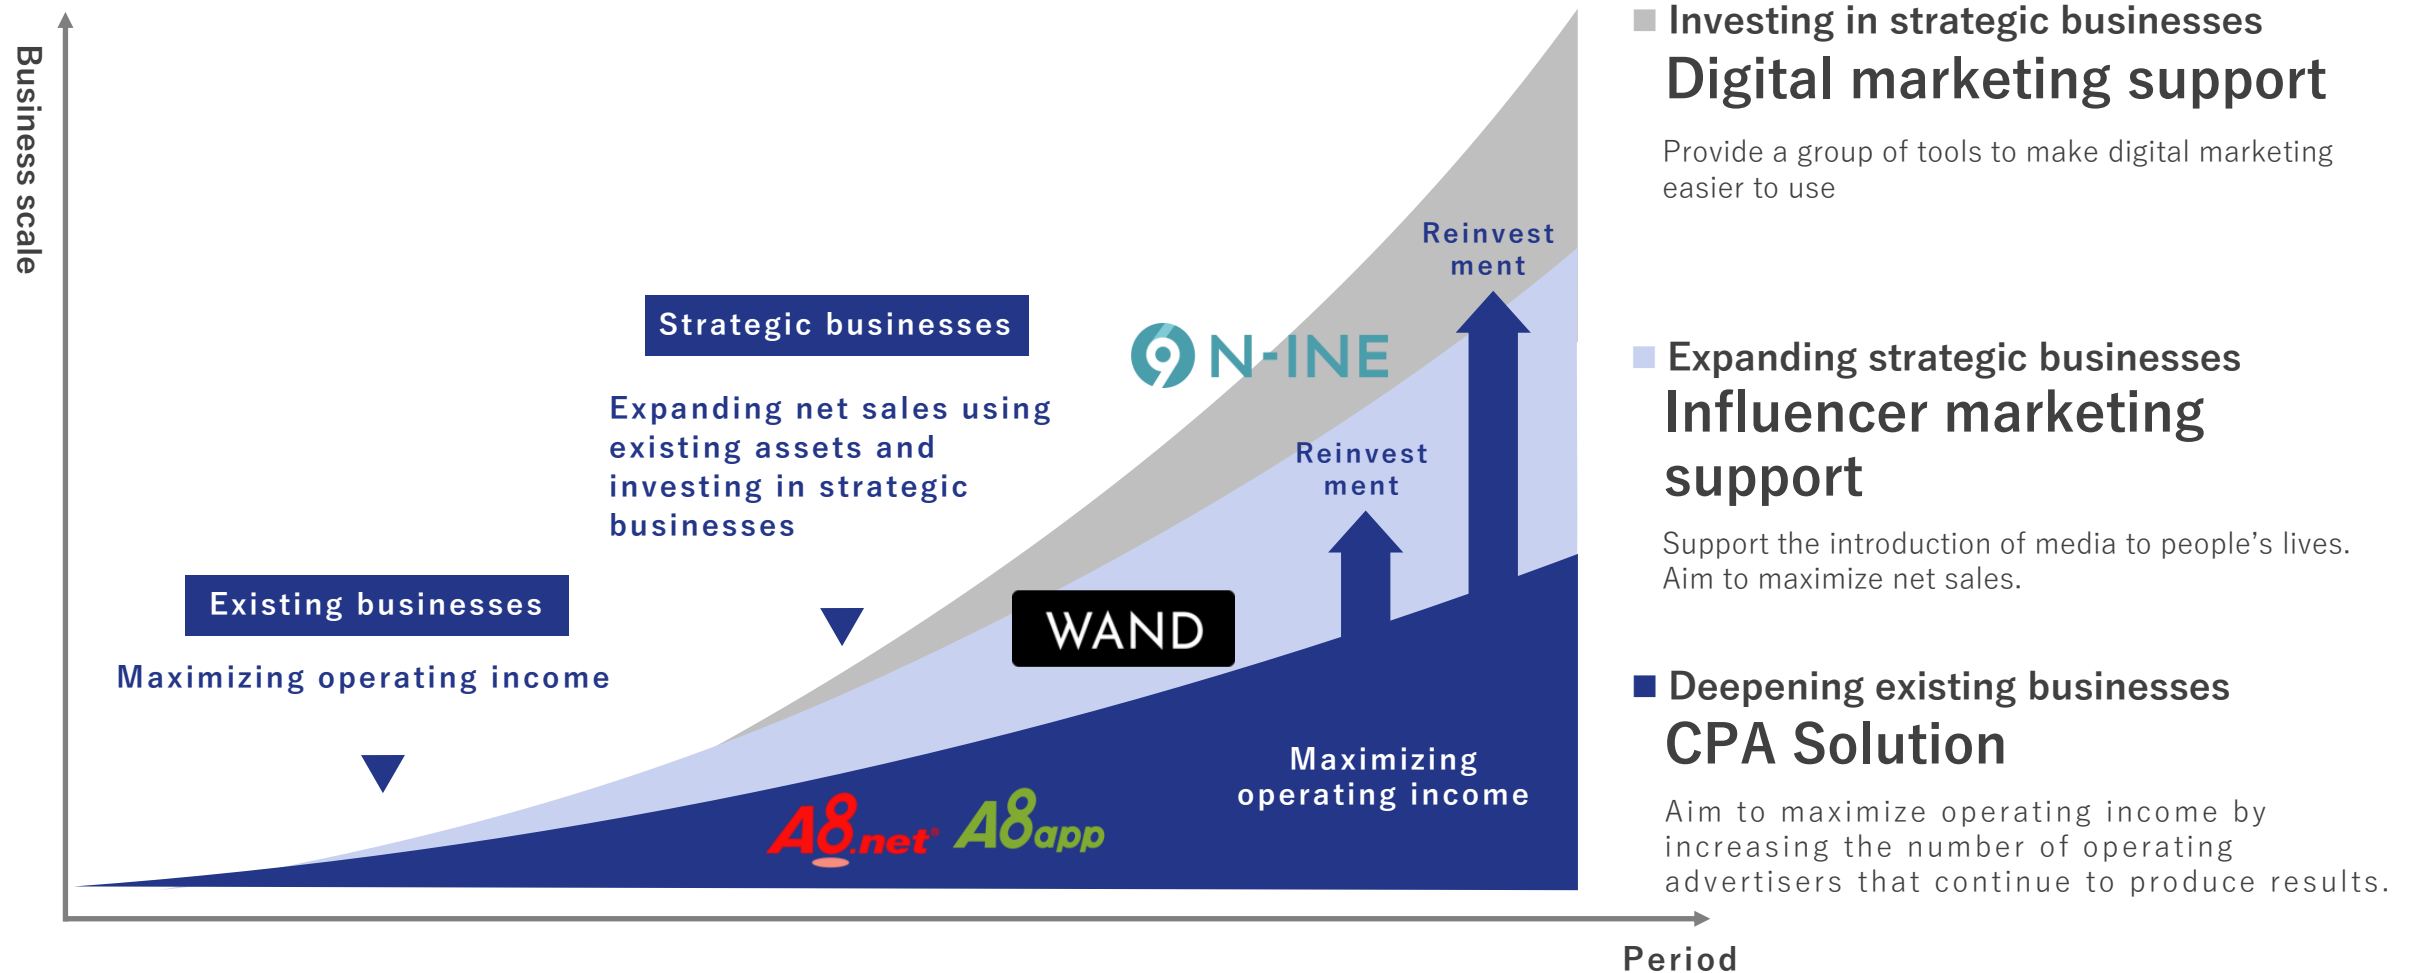 Business scale
Strategic businesses
Expanding net sales using
existing assets and
investing in strategic
businesses
Existing businesses
Maximizing operating income
N-INE
Reinvest
ment
Reinvest
ment
WAND
A8.net®
A8app
Maximizing
operating income
Period
Investing in strategic businesses
Digital marketing support
Provide a group of tools to make digital marketing
easier to use
Expanding strategic businesses
Influencer marketing
support
Support the introduction of media to people’s lives.
Aim to maximize net sales.
Deepening existing businesses
CPA Solution
Aim to maximize operating income by
increasing the number of operating
advertisers that continue to produce results.